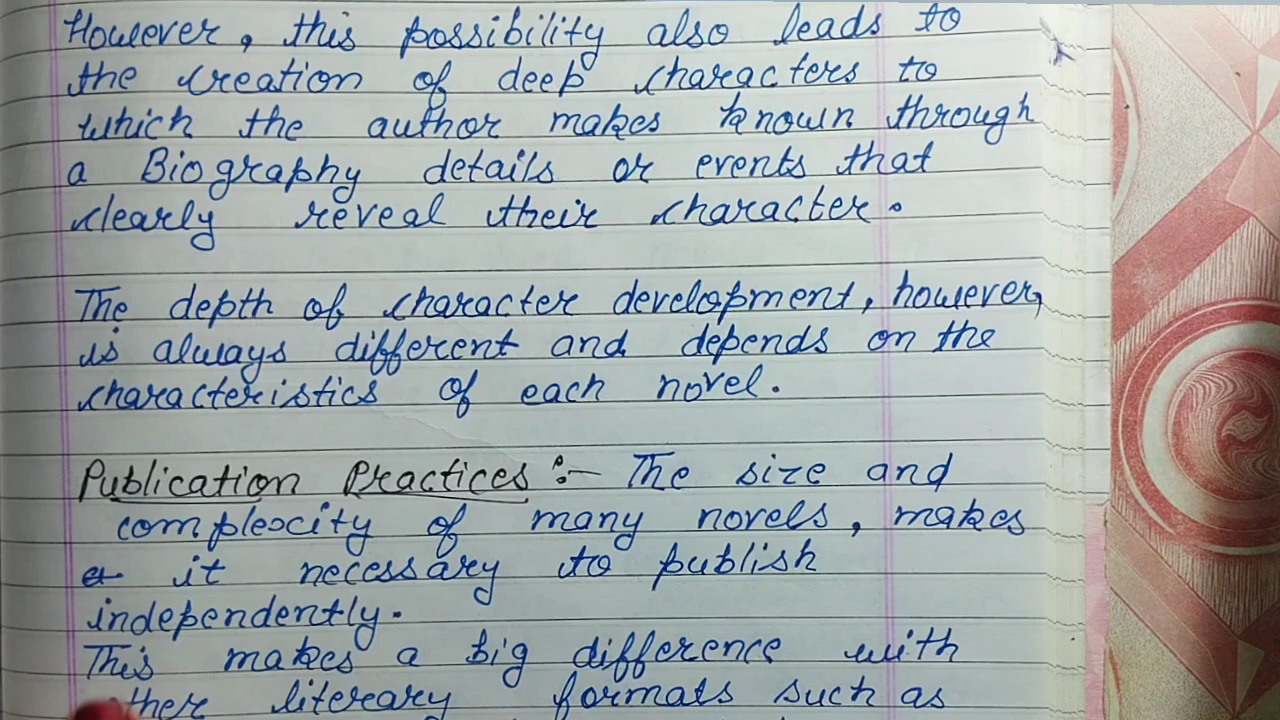 However, this possibility also leads to
the creation of deep characters to
which the author makes known through
a Biography details or events that
clearly reveal their character.
The depth of character development, however,
is always different and depends on the
characteristics of each novel.
Publication Practices :- The size and
complexity of many novels, makes
it necessary to publish
independently.
This makes a big difference with
other literary formats such as